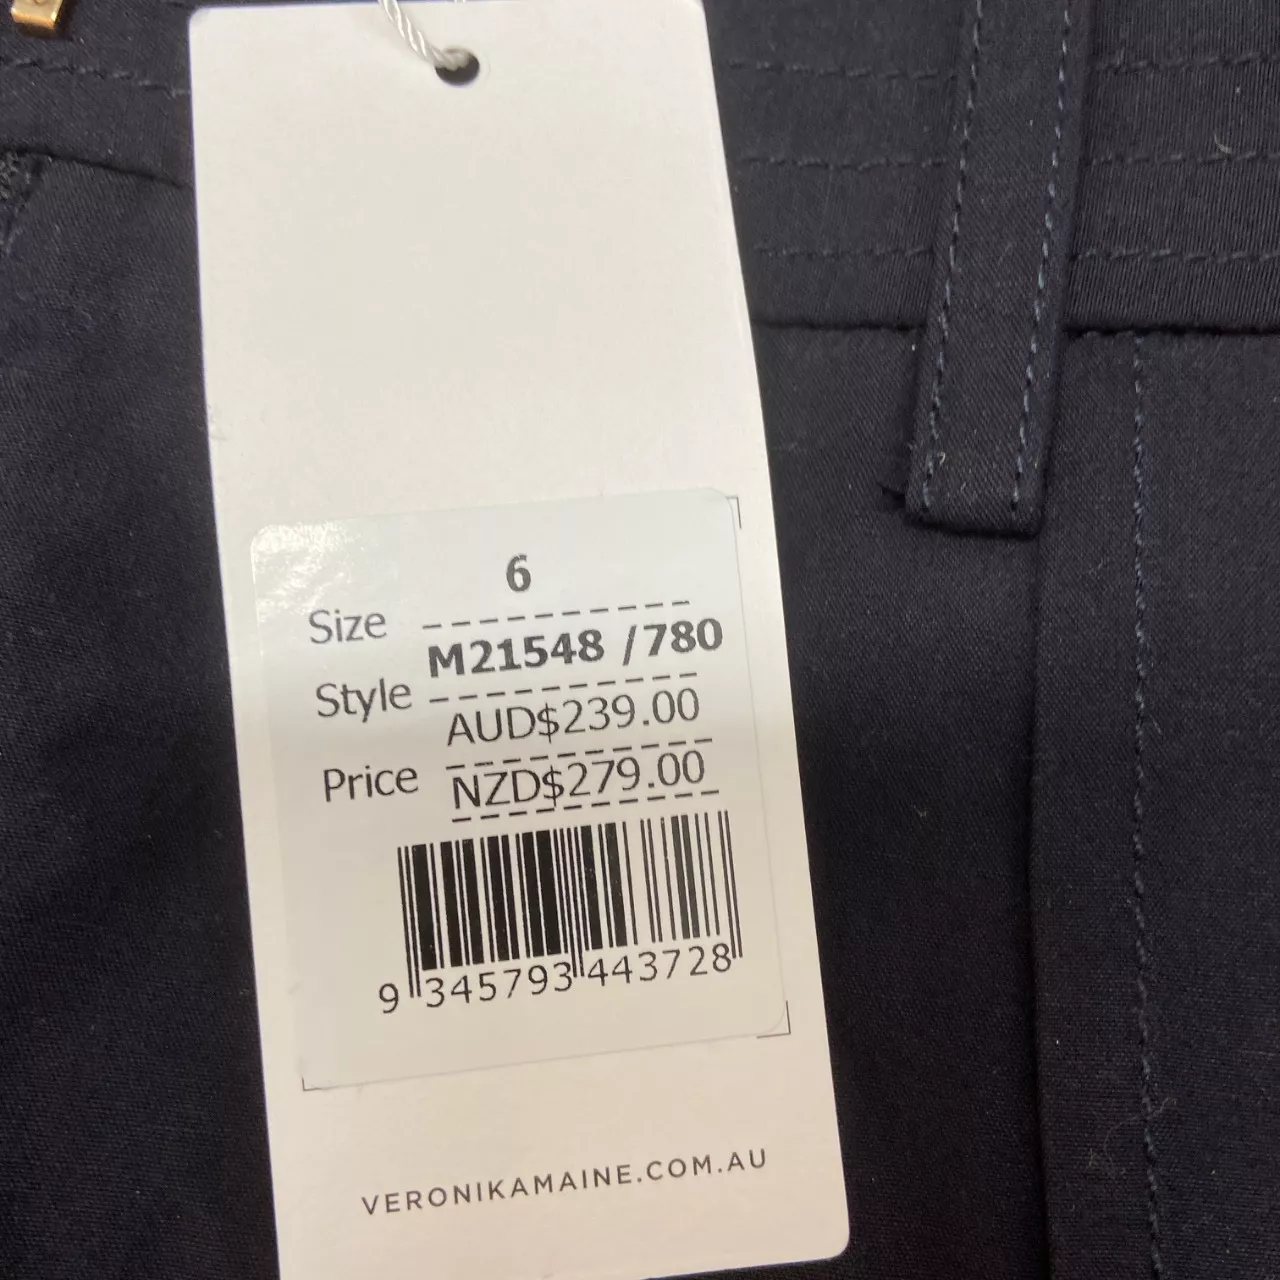 6
Size
M21548 /780
Style
AUD$239.00
Price
NZD$279.00
9 345793 443728
VERONIKAMAINE.COM.AU